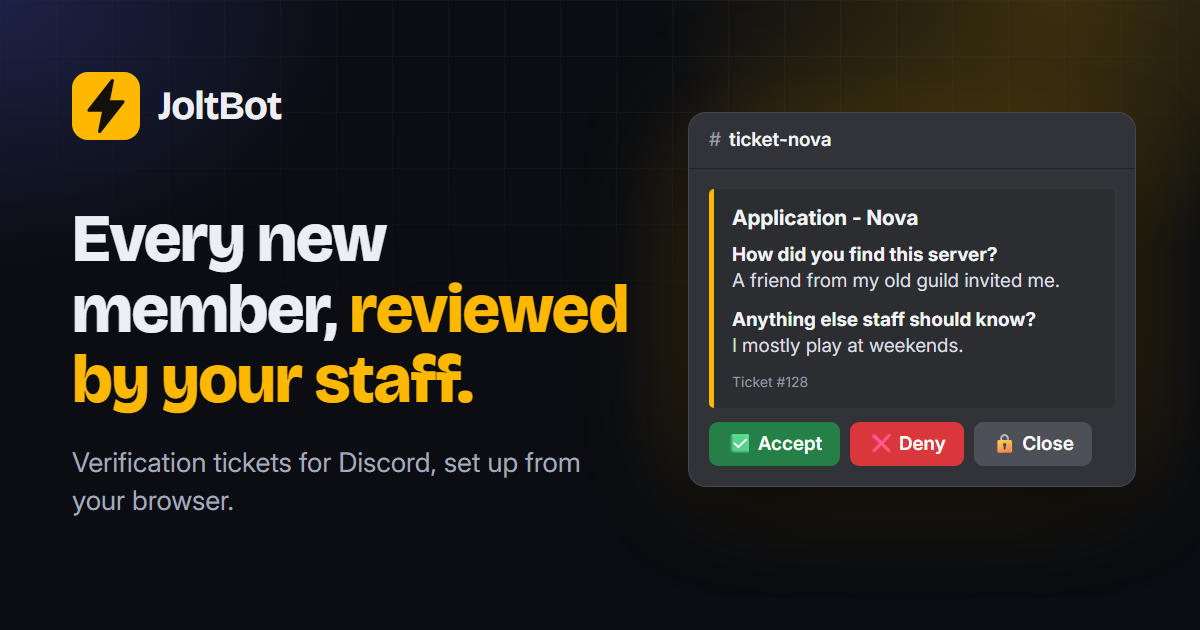 JoltBot
Every new
member, reviewed
by your staff.
Verification tickets for Discord, set up from
your browser.
# ticket-nova
Application - Nova
How did you find this server?
A friend from my old guild invited me.
Anything else staff should know?
I mostly play at weekends.
Ticket #128
✅ Accept ❌ Deny 🔒 Close